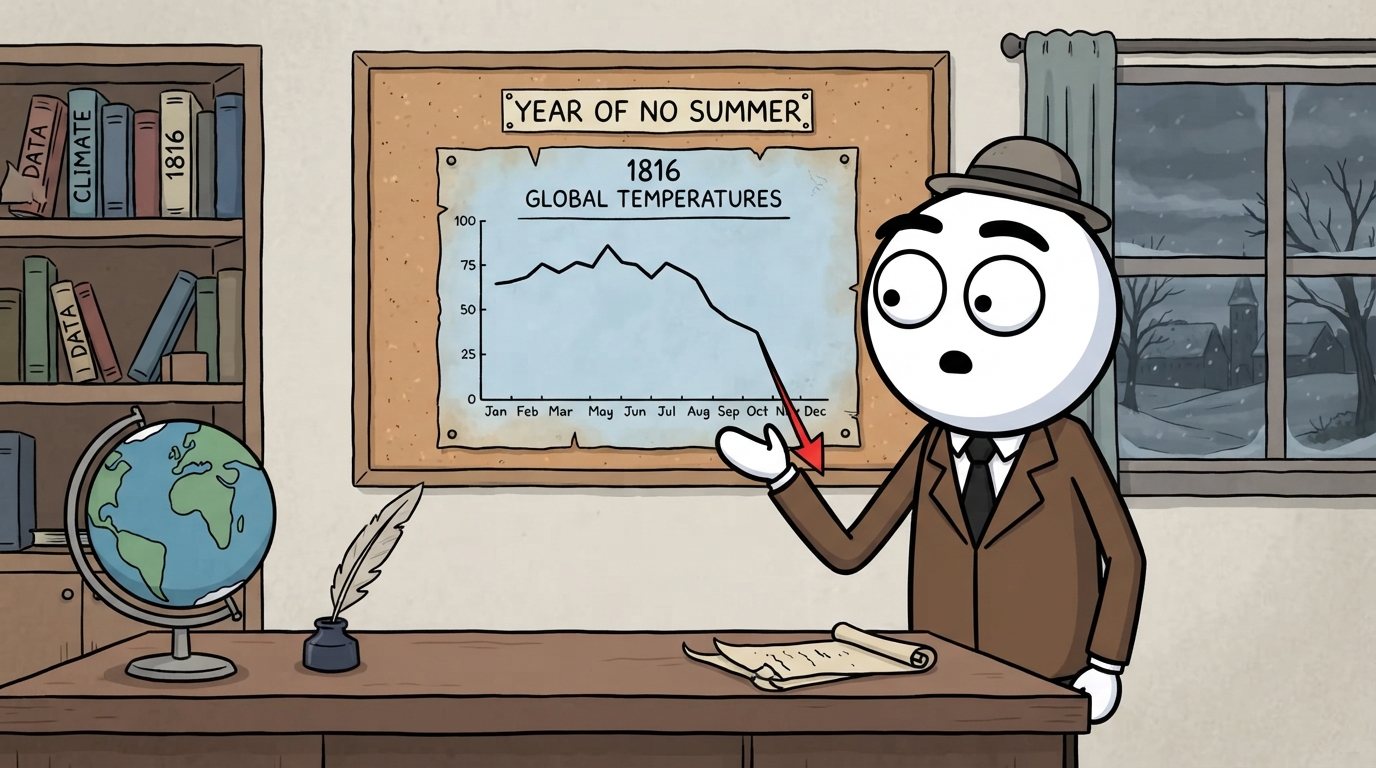 DATA
CLIMATE
1816
DATA
YEAR OF NO SUMMER
1816
GLOBAL TEMPERATURES
100
75
50
25
0
Jan Feb Mar May Jun Jul Aug Sep Oct Dec